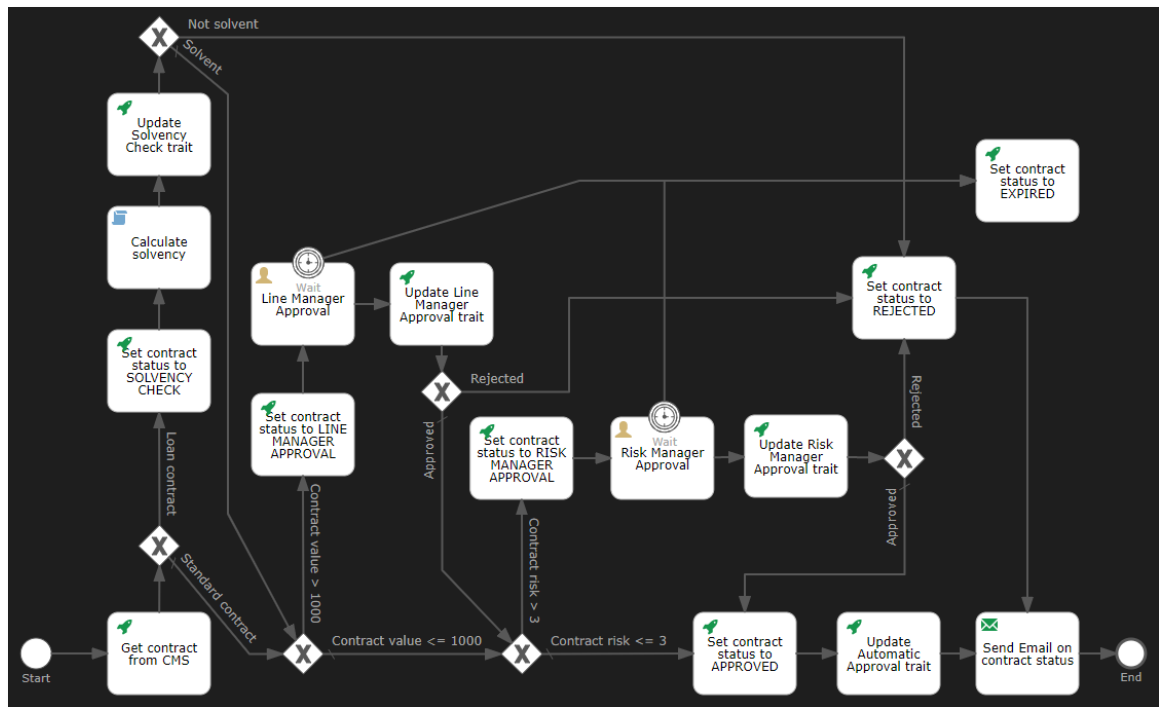 Not solvent
Solvent
Update
Solvency
Check trait
Set contract
status to
EXPIRED
Calculate
solvency
Wait
Line Manager
Approval
Update Line
Manager
Approval trait
Set contract
status to
REJECTED
Set contract
status to
SOLVENCY
CHECK
Rejected
Rejected
Set contract
status to LINE
MANAGER
APPROVAL
Approved
Set contract
status to RISK
MANAGER
APPROVAL
Wait
Risk Manager
Approval
Update Risk
Manager
Approval trait
Loan contract
Contract value > 1000
Approved
Standard contract
Contract risk > 3
Get contract
from CMS
Contract value <= 1000
Contract risk <= 3
Set contract
status to
APPROVED
Update
Automatic
Approval trait
Send Email on
contract status
Start
End